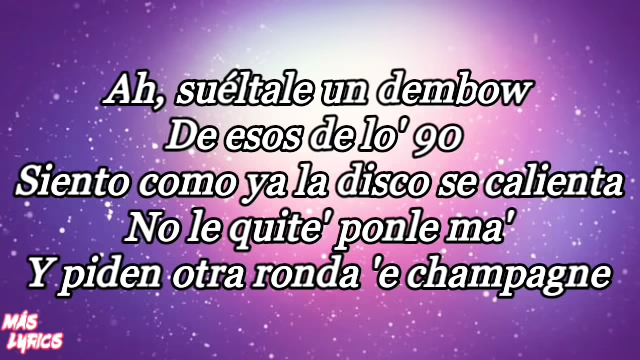 Ah, suéltale un dembow
De esos de lo' 90
Siento como ya la disco se calienta
No le quite' ponle ma'
Y piden otra ronda 'e champagne
MÁS
LYRICS